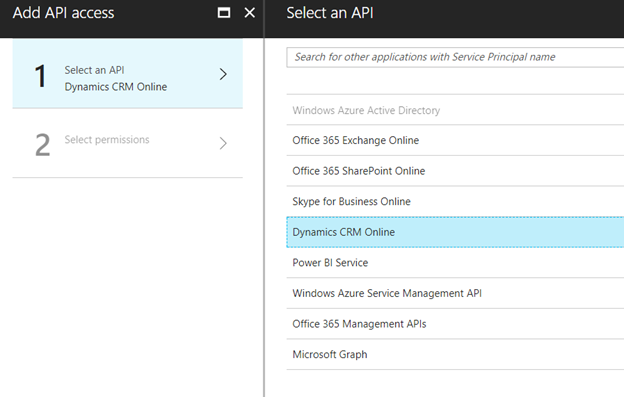 Add API access
1
Select an API
Dynamics CRM Online
2
Select permissions
Select an API
Search for other applications with Service Principal name
Windows Azure Active Directory
Office 365 Exchange Online
Office 365 SharePoint Online
Skype for Business Online
Dynamics CRM Online
Power BI Service
Windows Azure Service Management API
Office 365 Management APIs
Microsoft Graph